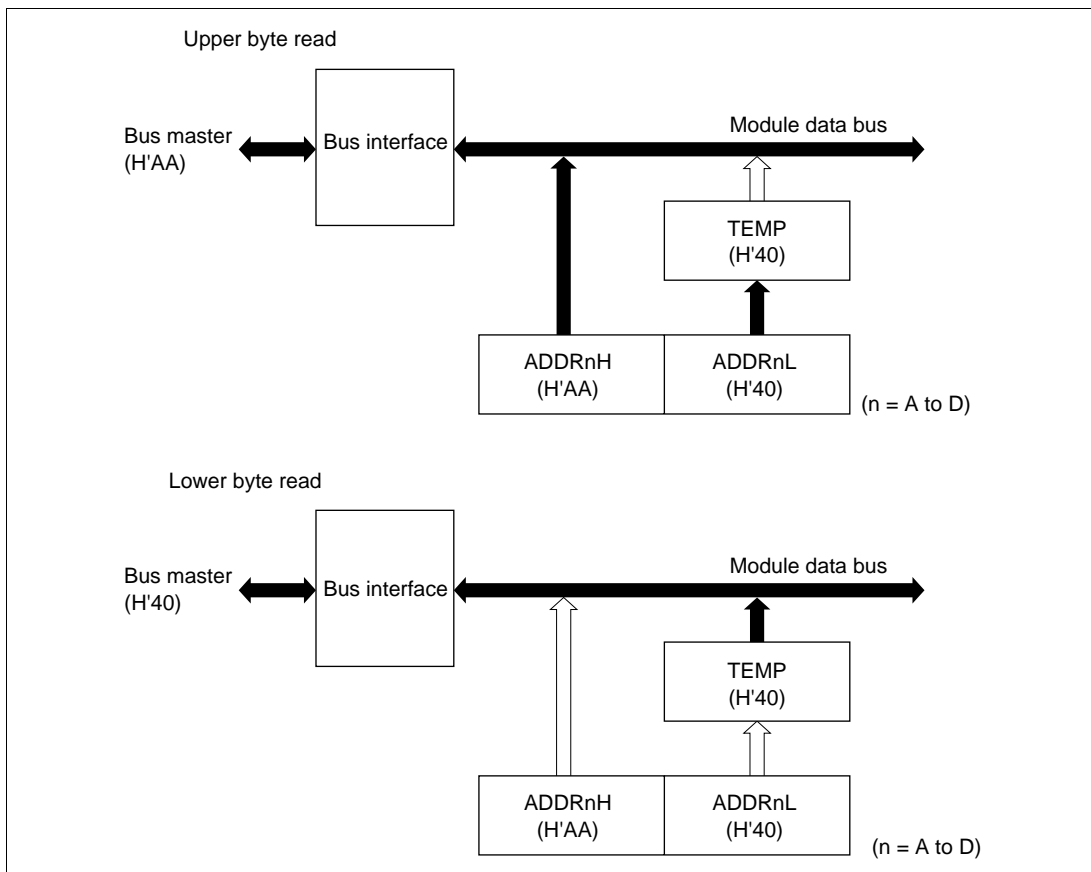 Upper byte read
Bus master
(H'AA)
Bus interface
Module data bus
TEMP
(H'40)
ADDRnH
(H'AA)
ADDRnL
(H'40)
(n = A to D)
Lower byte read
Bus master
(H'40)
Bus interface
Module data bus
TEMP
(H'40)
ADDRnH
(H'AA)
ADDRnL
(H'40)
(n = A to D)